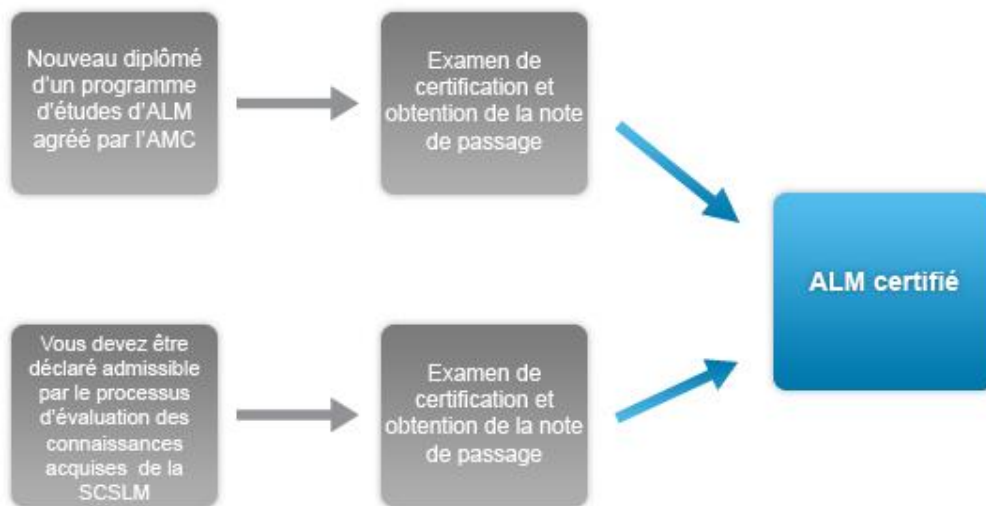 Nouveau diplômé
d'un programme
d'études d'ALM
agréé par l'AMC
Examen de
certification et
obtention de la note
de passage
ALM certifié
Vous devez être
déclaré admissible
par le processus
d'évaluation des
connaissances
acquises de la
SCSLM
Examen de
certification et
obtention de la note
de passage